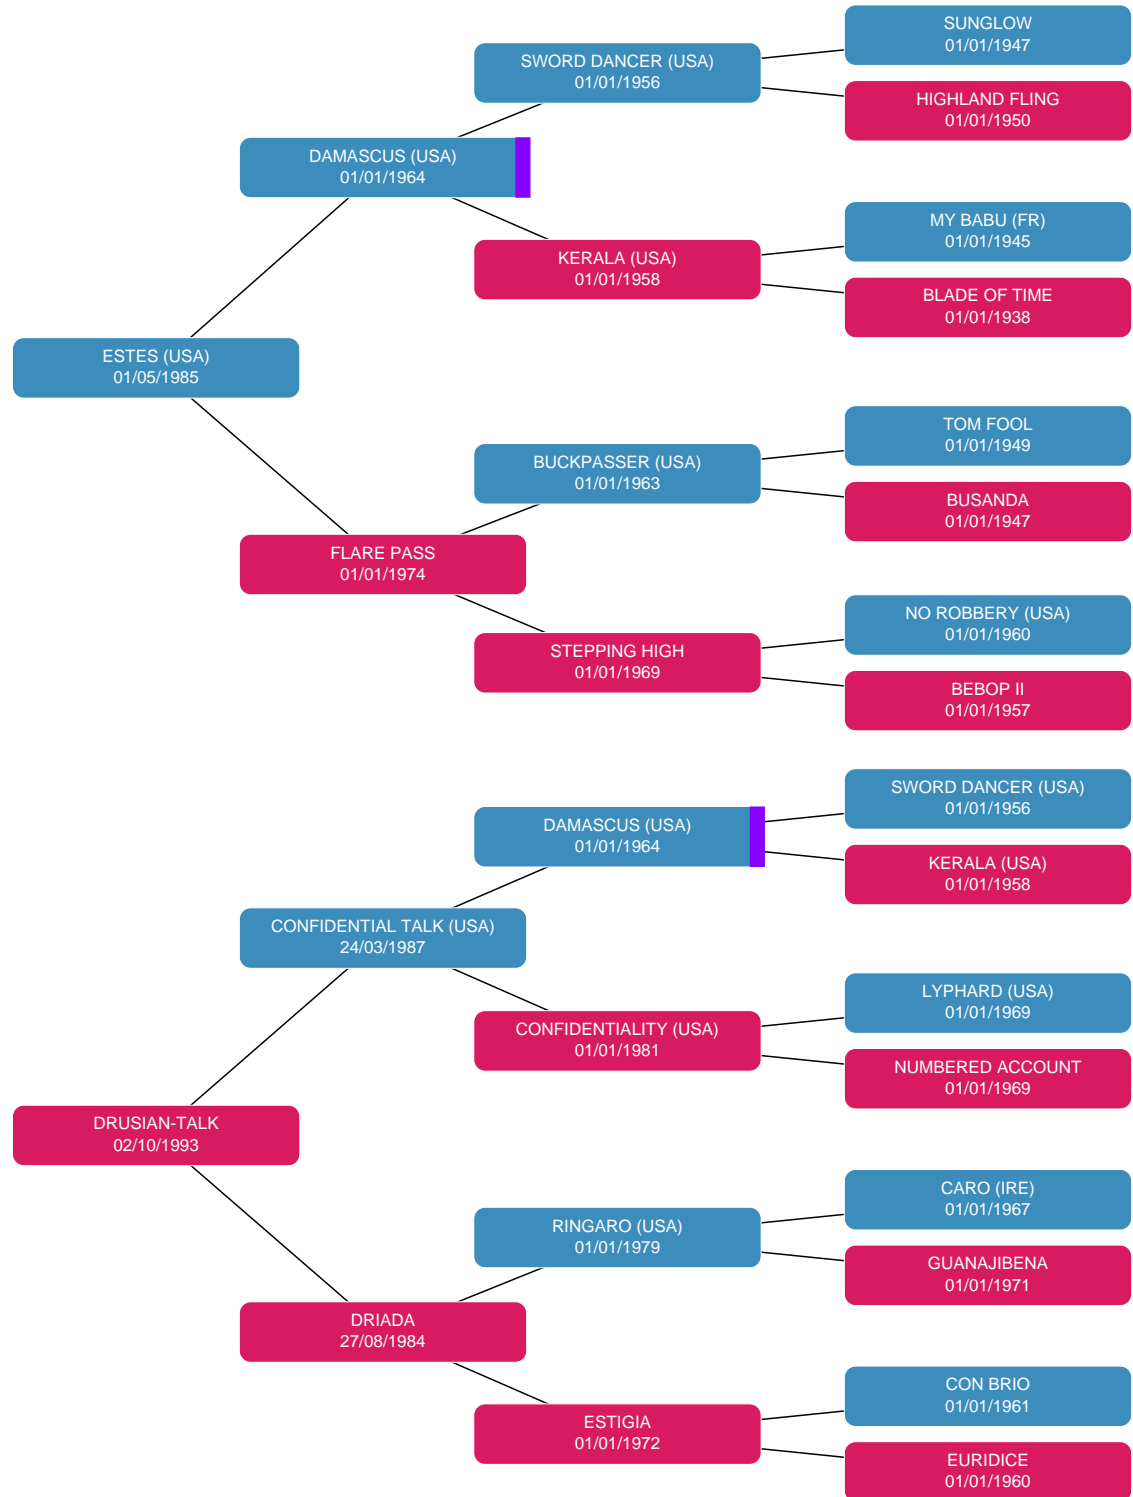 SUNGLOW
01/01/1947
SWORD DANCER (USA)
01/01/1956
HIGHLAND FLING
01/01/1950
DAMASCUS (USA)
01/01/1964
MY BABU (FR)
01/01/1945
KERALA (USA)
01/01/1958
BLADE OF TIME
01/01/1938
ESTES (USA)
01/05/1985
TOM FOOL
01/01/1949
BUCKPASSER (USA)
01/01/1963
BUSANDA
01/01/1947
FLARE PASS
01/01/1974
NO ROBBERY (USA)
01/01/1960
STEPPING HIGH
01/01/1969
BEBOP II
01/01/1957
SWORD DANCER (USA)
01/01/1956
DAMASCUS (USA)
01/01/1964
KERALA (USA)
01/01/1958
CONFIDENTIAL TALK (USA)
24/03/1987
LYPHARD (USA)
01/01/1969
CONFIDENTIALITY (USA)
01/01/1981
NUMBERED ACCOUNT
01/01/1969
DRUSIAN-TALK
02/10/1993
CARO (IRE)
01/01/1967
RINGARO (USA)
01/01/1979
GUANAJIBENA
01/01/1971
DRIADA
27/08/1984
CON BRIO
01/01/1961
ESTIGIA
01/01/1972
EURIDICE
01/01/1960